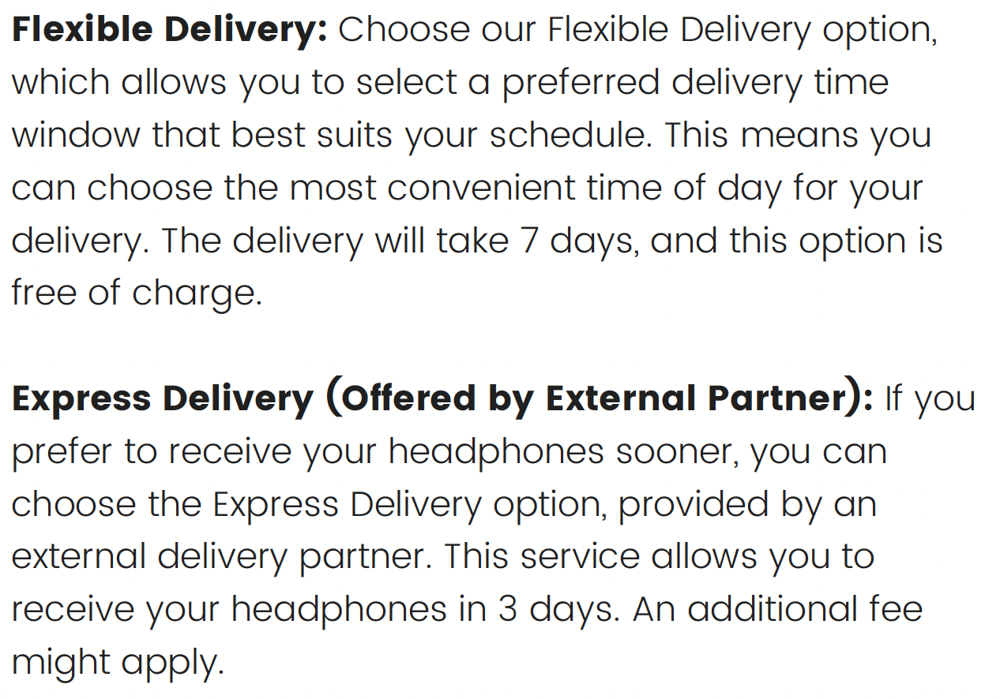 Flexible Delivery: Choose our Flexible Delivery option,
which allows you to select a preferred delivery time
window that best suits your schedule. This means you
can choose the most convenient time of day for your
delivery. The delivery will take 7 days, and this option is
free of charge.
Express Delivery (Offered by External Partner): If you
prefer to receive your headphones sooner, you can
choose the Express Delivery option, provided by an
external delivery partner. This service allows you to
receive your headphones in 3 days. An additional fee
might apply.